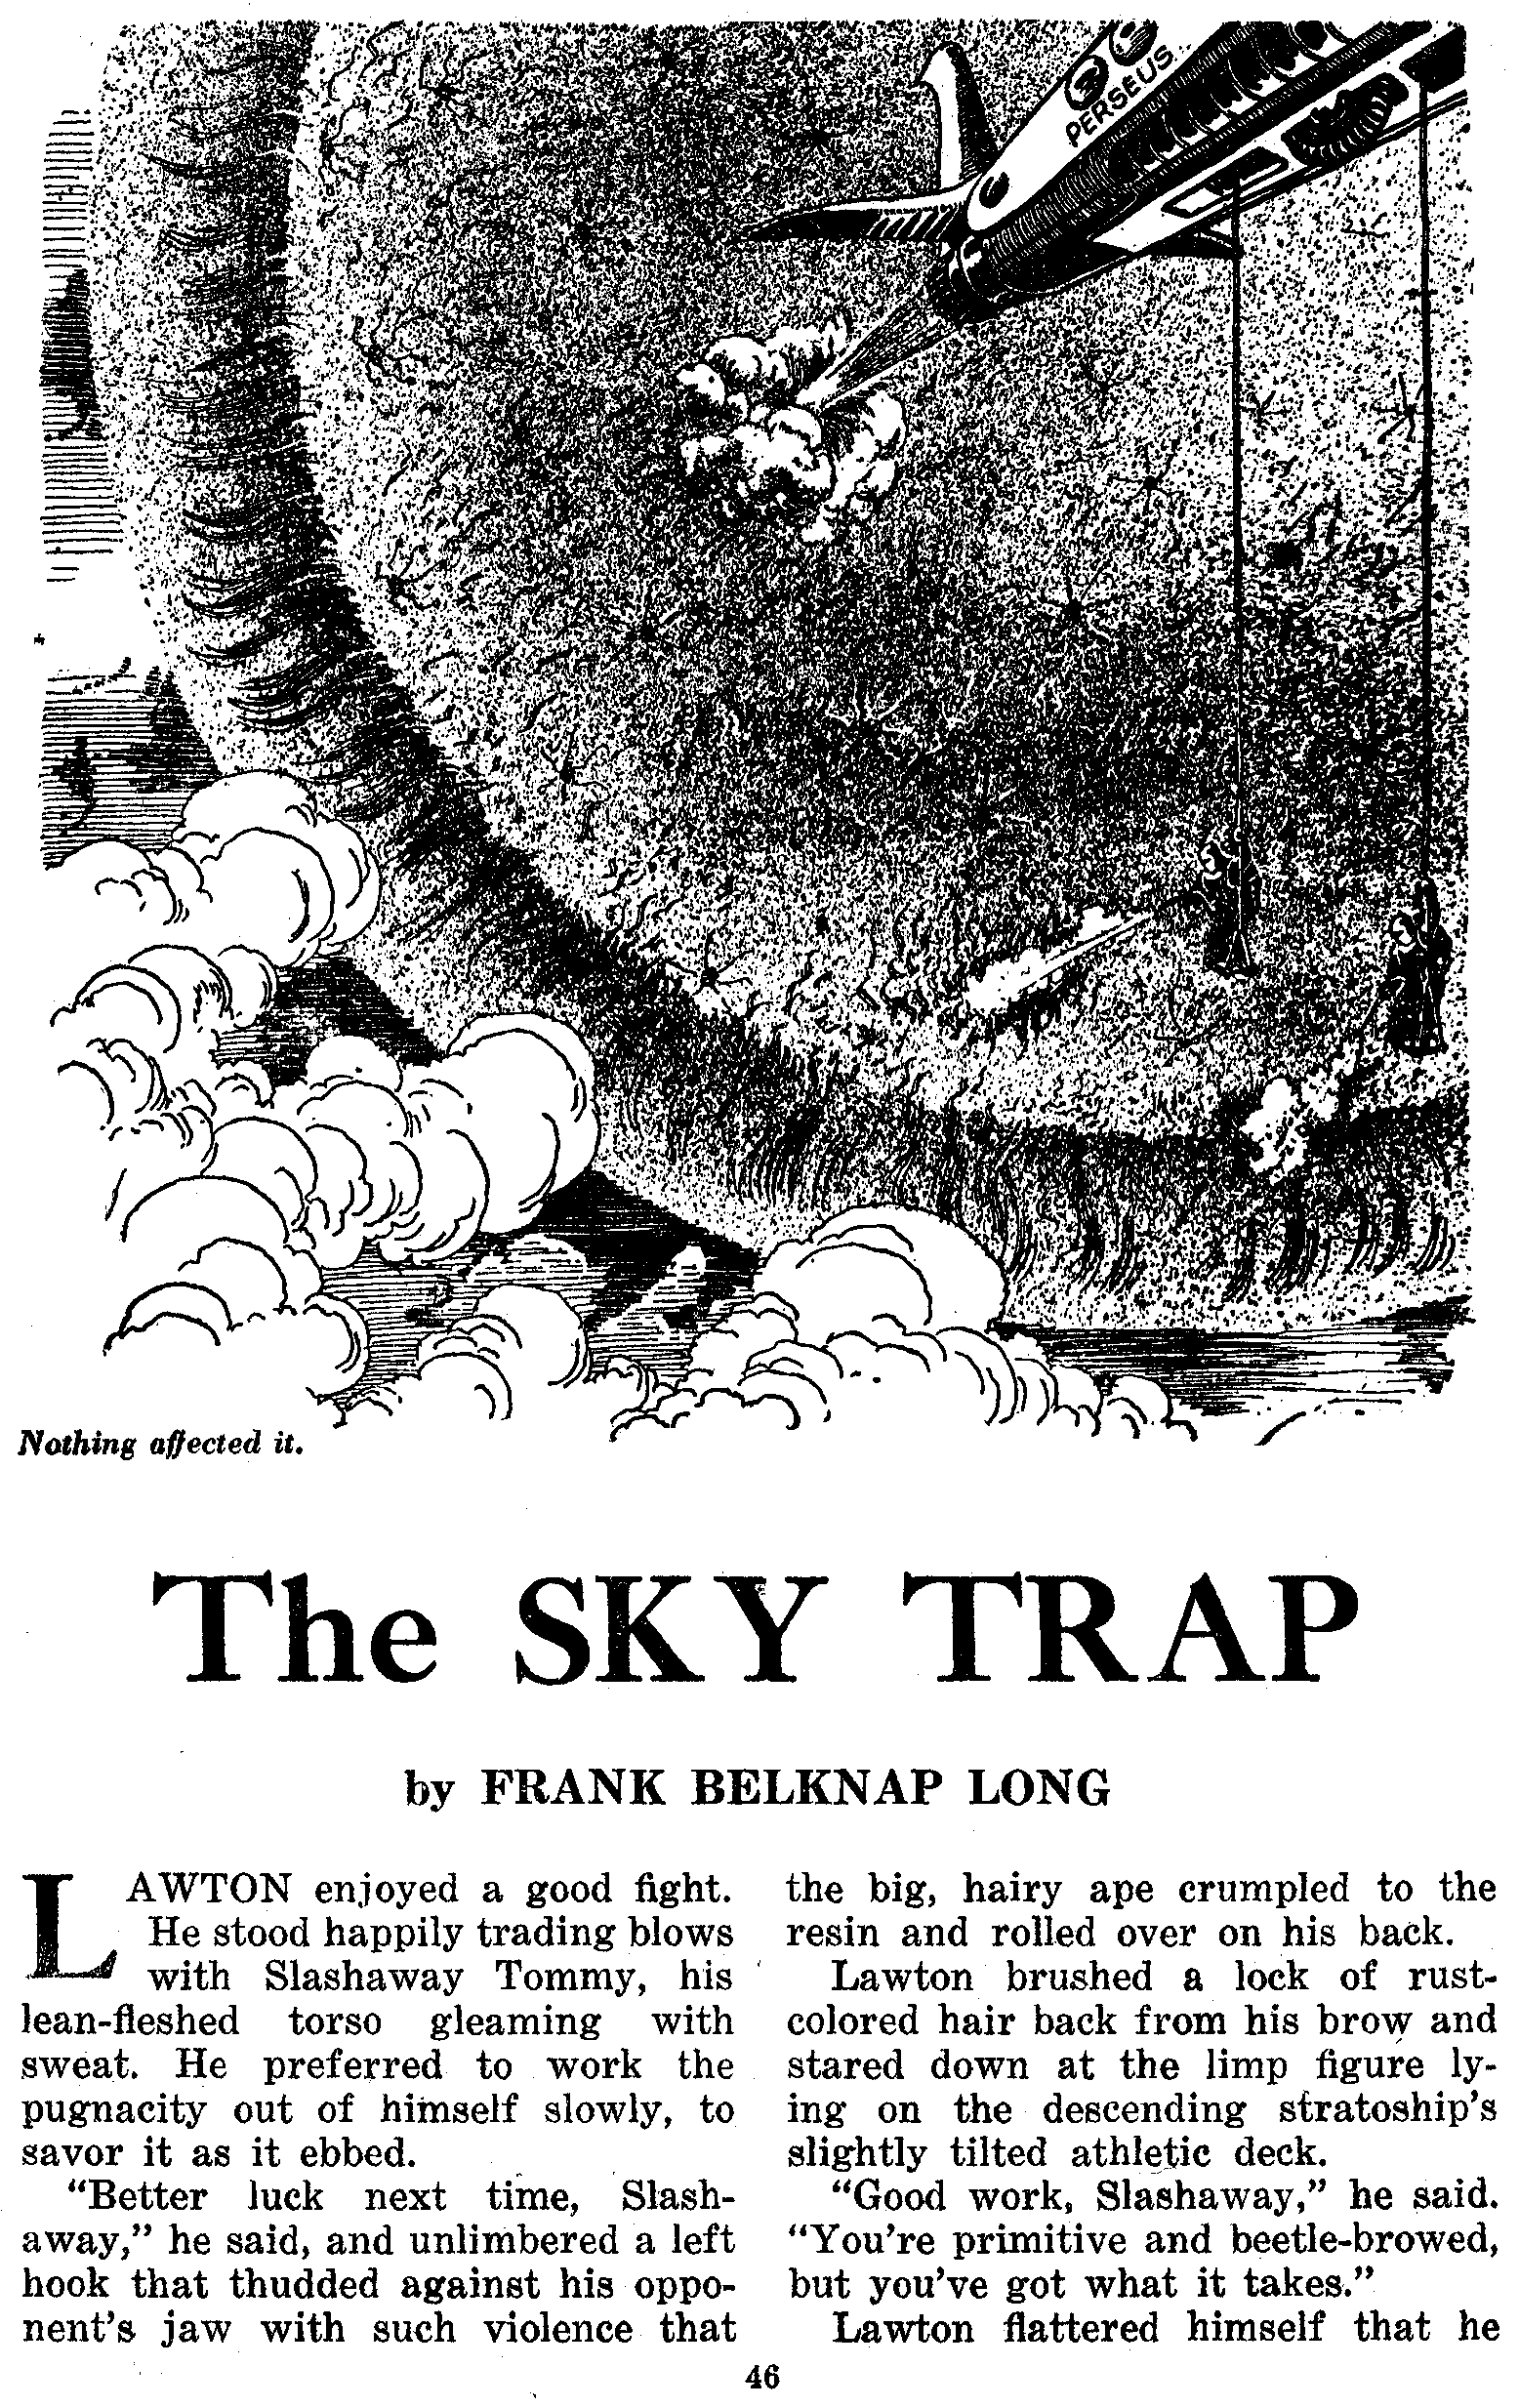 PERSEUS
Nothing affected it.
The SKY TRAP
by FRANK BELKNAP LONG
LAWTON enjoyed a good fight.
He stood happily trading blows
with Slashaway Tommy, his
lean-fleshed torso gleaming with
sweat. He preferred to work the
pugnacity out of himself slowly, to
savor it as it ebbed.
“Better luck next time, Slash-
away,” he said, and unlimbered a left
hook that thudded against his oppo-
nent’s jaw with such violence that
the big, hairy ape crumpled to the
resin and rolled over on his back.
Lawton brushed a lock of rust-
colored hair back from his brow and
stared down at the limp figure ly-
ing on the descending stratoship’s
slightly tilted athletic deck.
“Good work, Slashaway,” he said.
“You’re primitive and beetle-browed,
but you’ve got what it takes.”
Lawton flattered himself that he
46